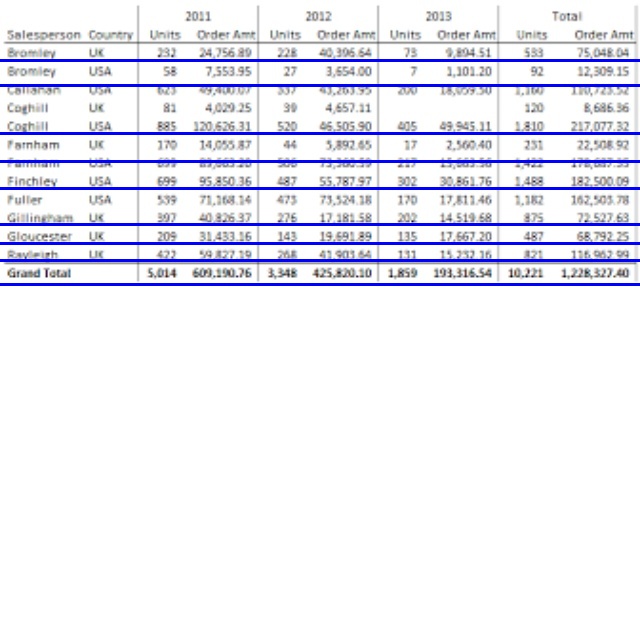 2011 2012 2013 Total
Salesperson Country Units Order Amt Units Order Amt Units Order Amt Units Order Amt
Bromley UK 232 24,756.89 228 40,396.64 73 9,894.51 533 75,048.04
Bromley USA 58 7,553.95 27 3,654.00 7 1,101.20 92 12,309.15
Callahan USA 623 49,400.07 337 43,263.95 200 18,059.50 1,160 110,723.52
Coghill UK 81 4,029.25 39 4,657.11 120 8,686.36
Coghill USA 885 120,626.31 520 46,505.90 405 49,945.11 1,810 217,077.32
Farnham UK 170 14,055.87 44 5,892.65 17 2,560.40 231 22,508.92
Farnham USA
Finchley USA 699 95,850.36 487 55,787.97 302 30,861.76 1,488 182,500.09
Fuller USA 539 71,168.14 473 73,524.18 170 17,811.46 1,182 162,503.78
Gillingham UK 397 40,826.37 276 17,181.58 202 14,519.68 875 72,527.63
Gloucester UK 209 31,433.16 143 19,691.89 135 17,667.20 487 68,792.25
Rayleigh UK 422 59,827.19 268 41,903.64 131 15,232.16 821 116,962.99
Grand Total 5,014 609,190.76 3,348 425,820.10 1,859 193,316.54 10,221 1,228,327.40